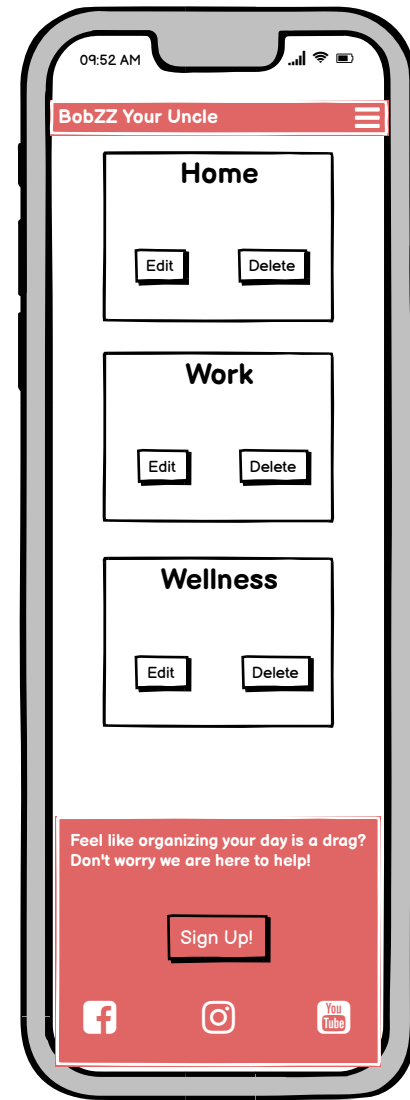 09:52 AM
BobZZ Your Uncle
Home
Edit Delete
Work
Edit Delete
Wellness
Edit Delete
Feel like organizing your day is a drag?
Don't worry we are here to help!
Sign Up!
You
Tube